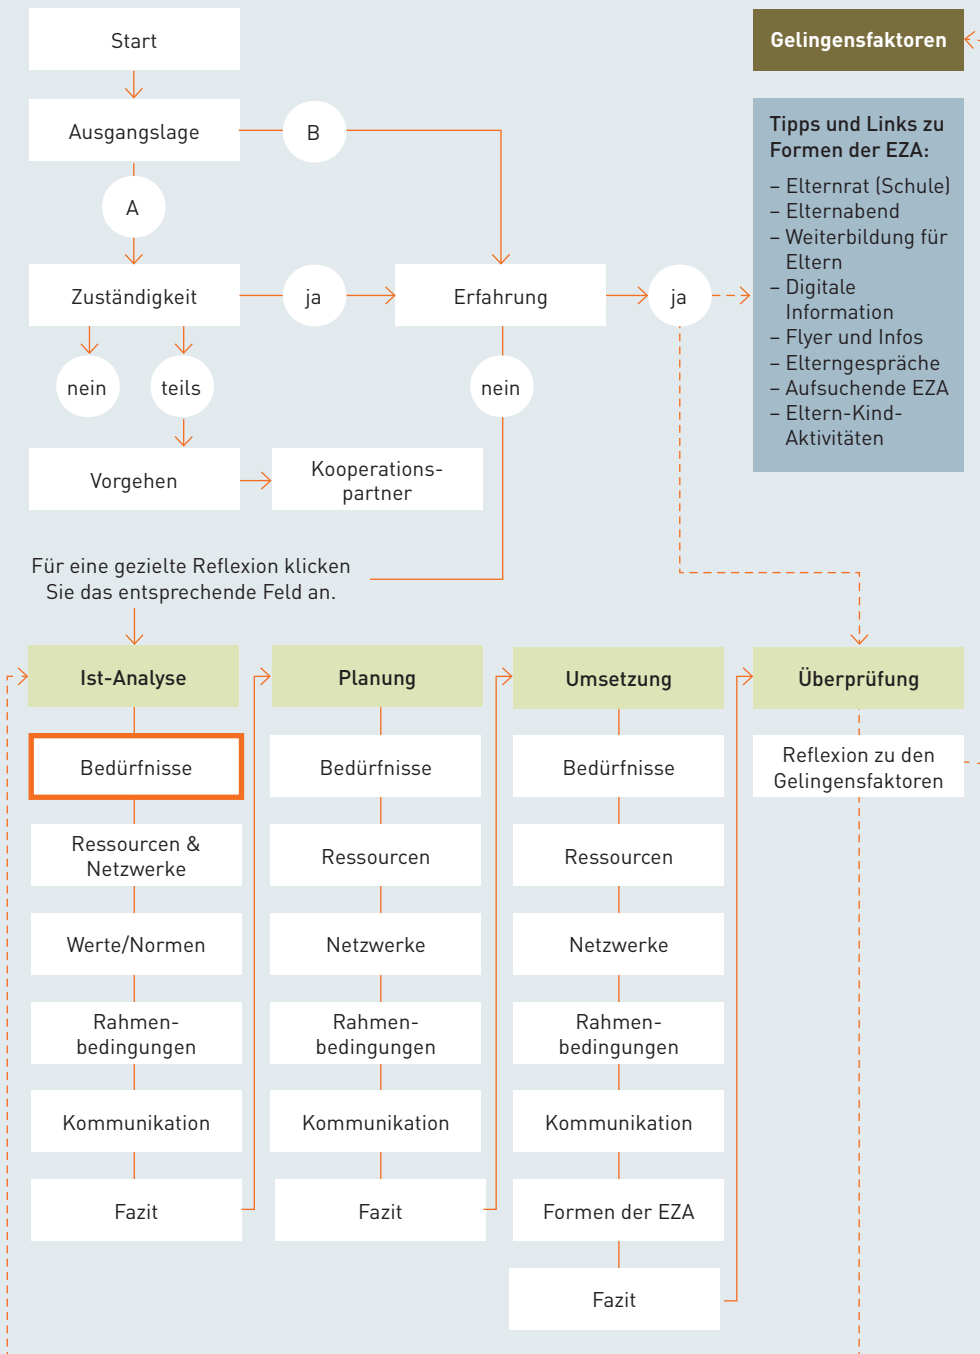 Start
Gelingensfaktoren
Ausgangslage
B
A
Tipps und Links zu
Formen der EZA:
– Elternrat (Schule)
– Elternabend
– Weiterbildung für
Eltern
– Digitale
Information
– Flyer und Infos
– Elterngespräche
– Aufsuchende EZA
– Eltern-Kind-
Aktivitäten
Zuständigkeit
ja
Erfahrung
ja
nein
teils
nein
Vorgehen
Kooperations-
partner
Für eine gezielte Reflexion klicken
Sie das entsprechende Feld an.
Ist-Analyse
Bedürfnisse
Ressourcen &
Netzwerke
Werte/Normen
Rahmen-
bedingungen
Kommunikation
Fazit
Planung
Bedürfnisse
Ressourcen
Netzwerke
Rahmen-
bedingungen
Kommunikation
Fazit
Umsetzung
Bedürfnisse
Ressourcen
Netzwerke
Rahmen-
bedingungen
Kommunikation
Formen der EZA
Fazit
Überprüfung
Reflexion zu den
Gelingensfaktoren